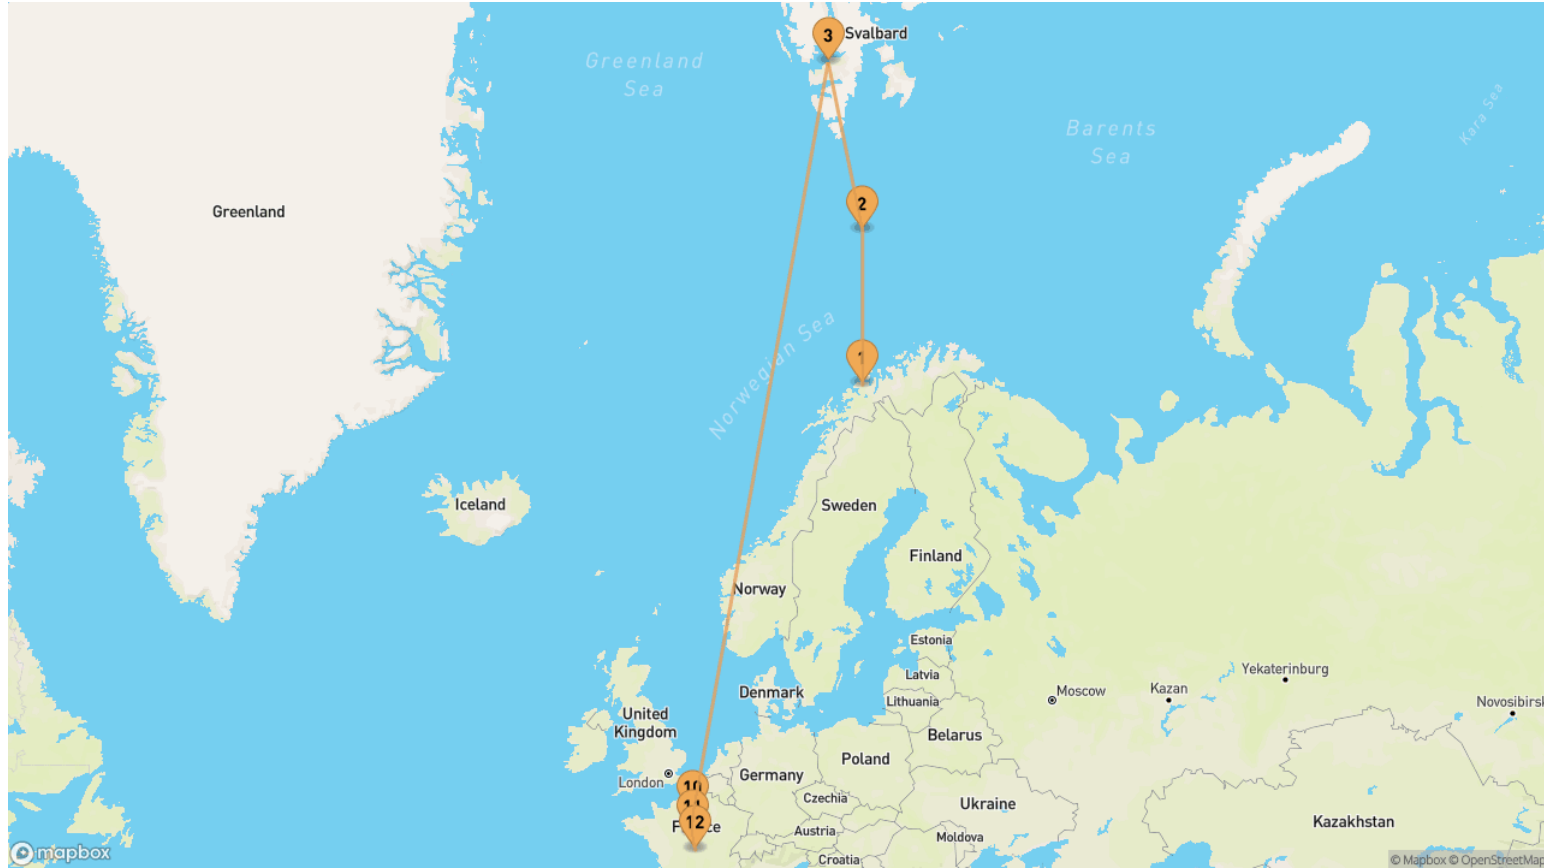 3
Svalbard
Greenland
Sea
Kara Sea
Barents
Sea
2
Greenland
Norwegian Sea
Iceland
Sweden
Finland
Norway
Estonia
Latvia
Lithuania
Denmark
Yekaterinburg
Kazan
Moscow
Novosibirsk
United
Kingdom
Belarus
Poland
London
Germany
10
Czechia
Ukraine
11
12
Kazakhstan
Austria
Moldova
Croatia
mapbox
© Mapbox © OpenStreetMap